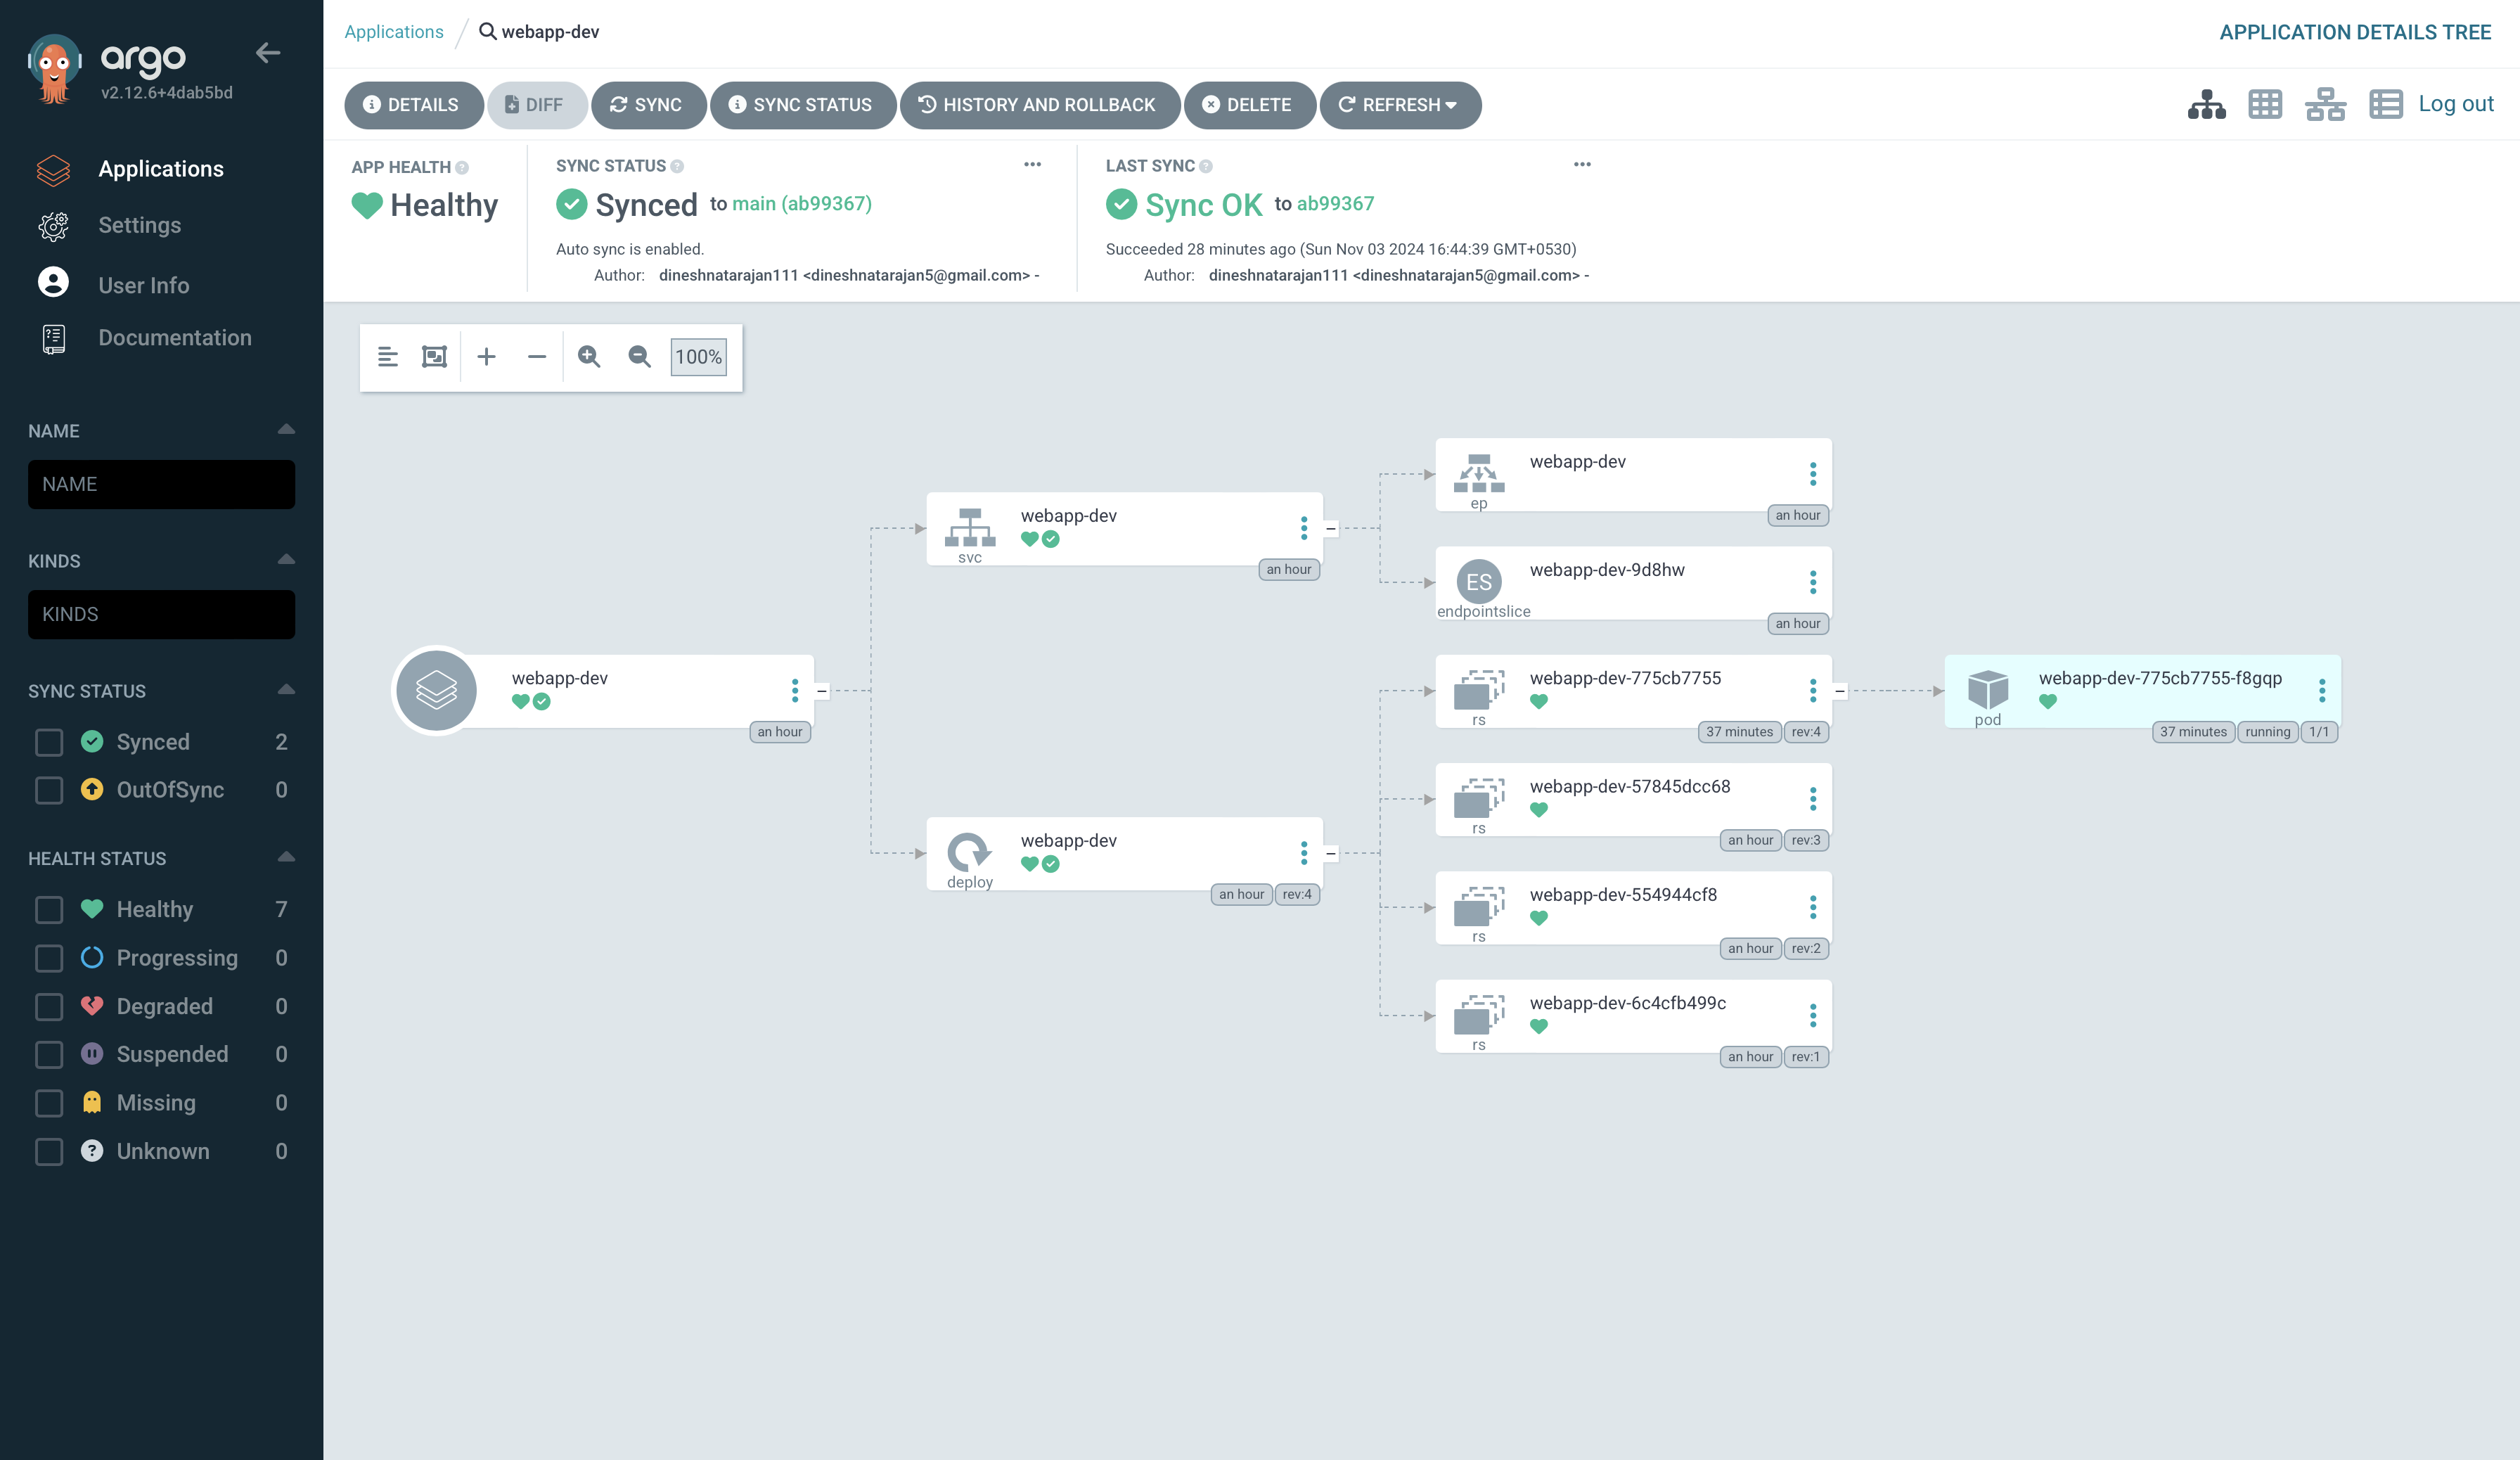 argo
v2.12.6+4dab5bd
Applications
Settings
User Info
Documentation
NAME
NAME
KINDS
KINDS
SYNC STATUS
Synced 2
OutOfSync 0
HEALTH STATUS
Healthy 7
Progressing 0
Degraded 0
Suspended 0
Missing 0
Unknown 0
Applications / webapp-dev
APPLICATION DETAILS TREE
DETAILS DIFF SYNC SYNC STATUS HISTORY AND ROLLBACK DELETE REFRESH
Log out
APP HEALTH
Healthy
SYNC STATUS
Synced to main (ab99367)
Auto sync is enabled.
Author: dineshnatarajan111 <dineshnatarajan5@gmail.com> -
LAST SYNC
Sync OK to ab99367
Succeeded 28 minutes ago (Sun Nov 03 2024 16:44:39 GMT+0530)
Author: dineshnatarajan111 <dineshnatarajan5@gmail.com> -
100%
webapp-dev
an hour
webapp-dev
svc
an hour
webapp-dev
deploy
an hour rev:4
webapp-dev
ep
an hour
ES
webapp-dev-9d8hw
endpointslice
an hour
webapp-dev-775cb7755
rs
37 minutes rev:4
webapp-dev-57845dcc68
rs
an hour rev:3
webapp-dev-554944cf8
rs
an hour rev:2
webapp-dev-6c4cfb499c
rs
an hour rev:1
webapp-dev-775cb7755-f8gqp
pod
37 minutes running 1/1